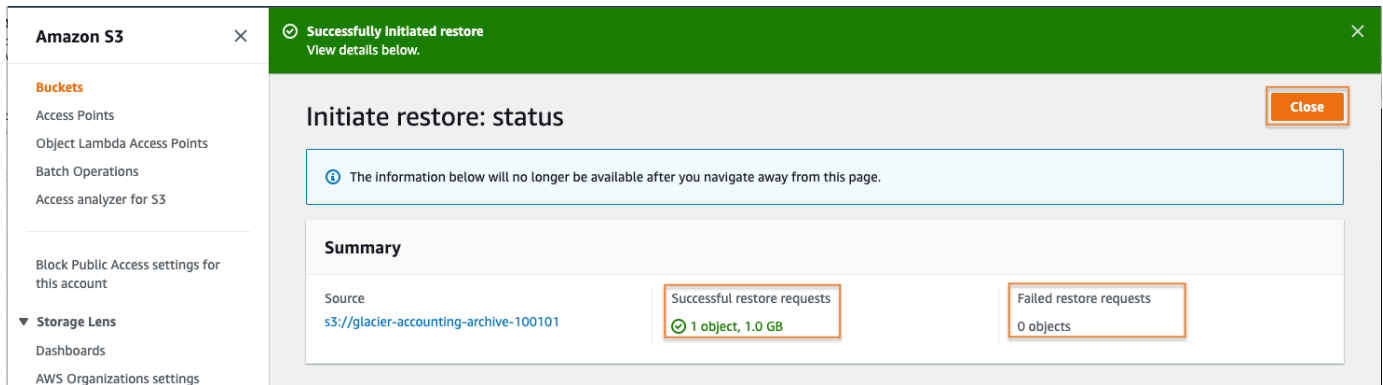 Amazon S3
Successfully initiated restore
View details below.
Buckets
Access Points
Object Lambda Access Points
Batch Operations
Access analyzer for S3
Block Public Access settings for
this account
Storage Lens
Dashboards
AWS Organizations settings
Initiate restore: status
Close
The information below will no longer be available after you navigate away from this page.
Summary
Source
s3://glacier-accounting-archive-100101
Successful restore requests
1 object, 1.0 GB
Failed restore requests
0 objects